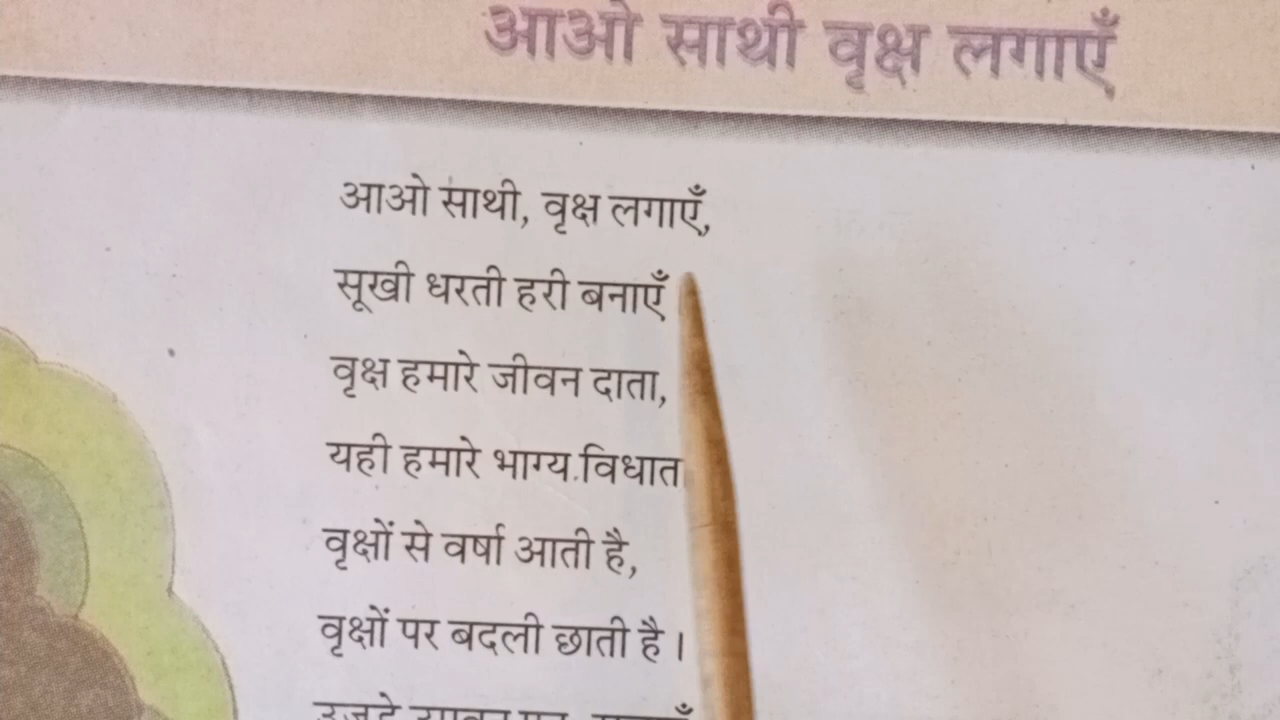 आओ साथी वृक्ष लगाएँ
आओ साथी, वृक्ष लगाएँ,
सूखी धरती हरी बनाएँ
वृक्ष हमारे जीवन दाता,
यही हमारे भाग्य विधात
वृक्षों से वर्षा आती है,
वृक्षों पर बदली छाती है।